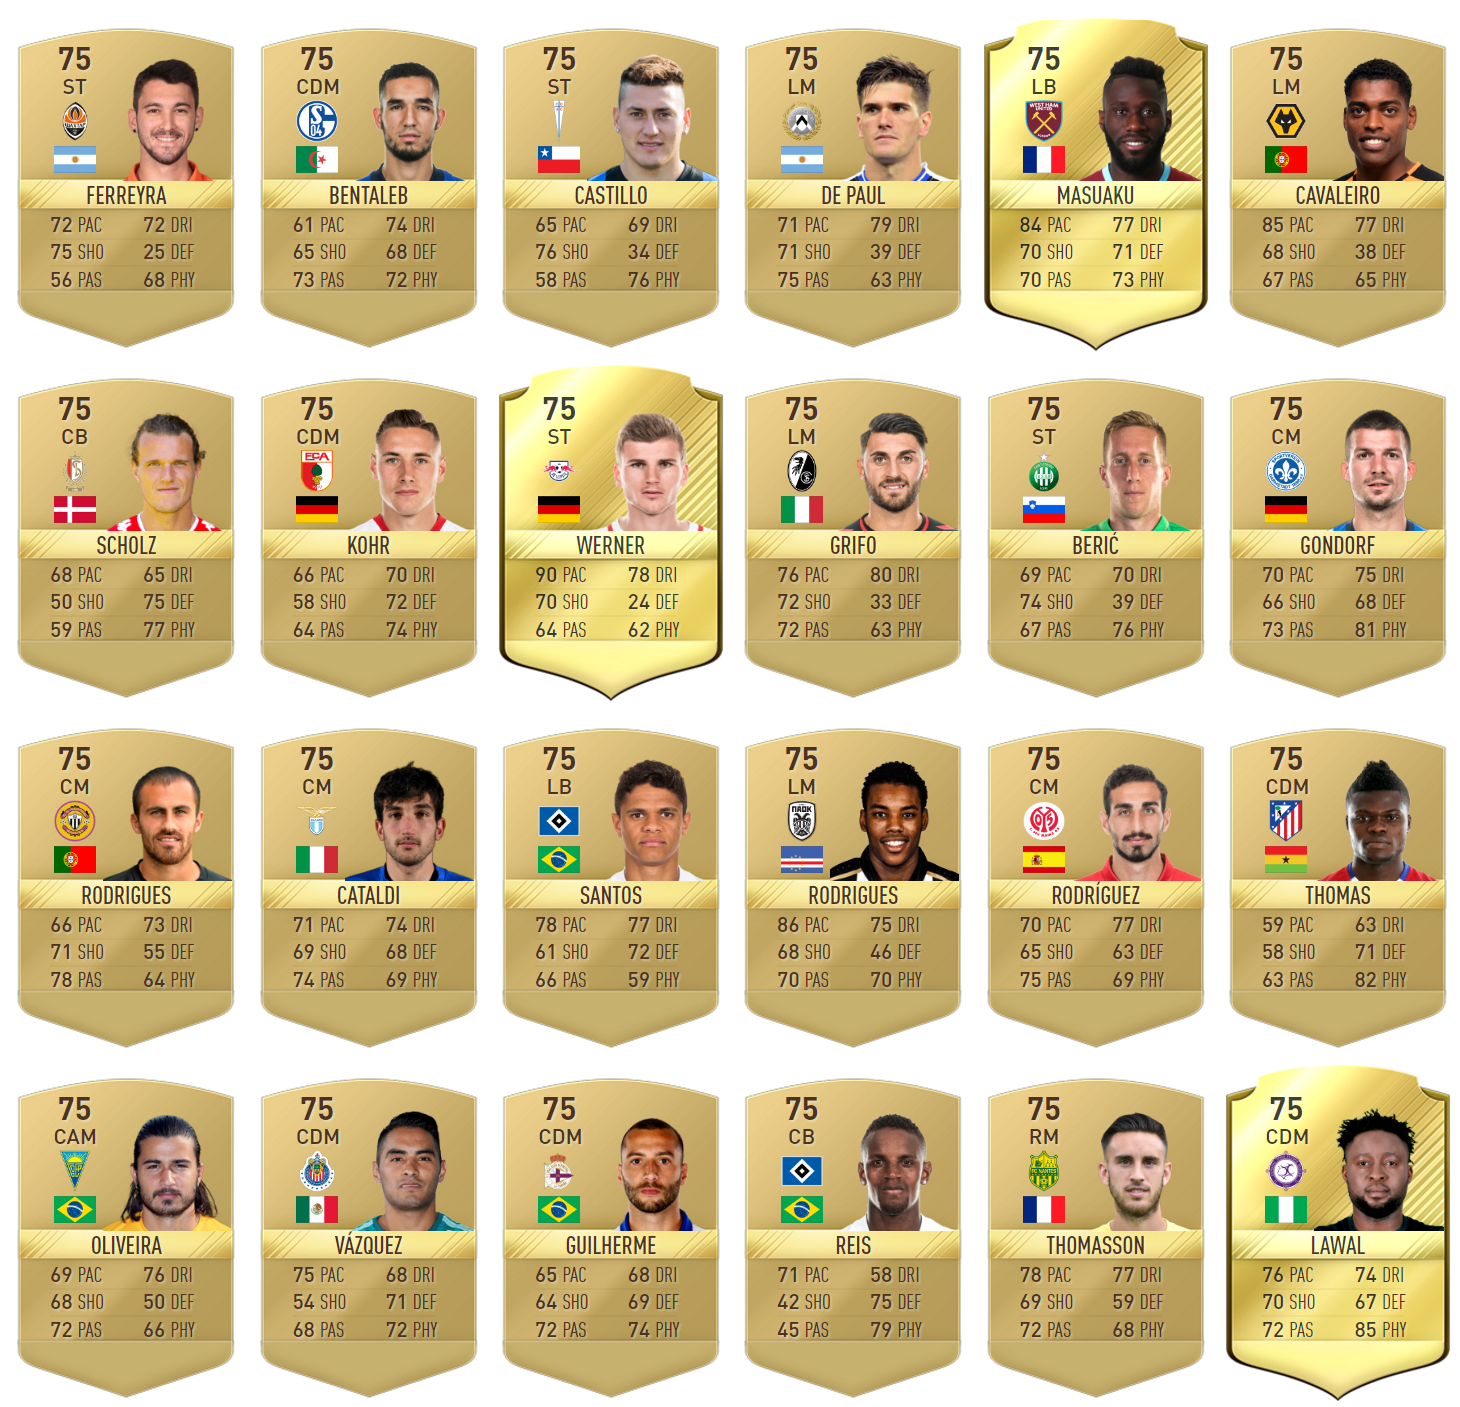 75 75 75 75 75 75
ST CDM ST LM LB LM
WEST HAM UNITED
FERREYRA BENTALEB CASTILLO DE PAUL MASUAKU CAVALEIRO
72 PAC 72 DRI 61 PAC 74 DRI 65 PAC 69 DRI 71 PAC 79 DRI 84 PAC 77 DRI 85 PAC 77 DRI
75 SHO 25 DEF 65 SHO 68 DEF 76 SHO 34 DEF 71 SHO 39 DEF 70 SHO 71 DEF 68 SHO 38 DEF
56 PAS 68 PHY 73 PAS 72 PHY 58 PAS 76 PHY 75 PAS 63 PHY 70 PAS 73 PHY 67 PAS 65 PHY
75 75 75 75 75 75
CB CDM ST LM ST CM
FCA
SCHOLZ KOHR WERNER GRIFO BERIĆ GONDORF
68 PAC 65 DRI 66 PAC 70 DRI 90 PAC 78 DRI 76 PAC 80 DRI 69 PAC 70 DRI 70 PAC 75 DRI
50 SHO 75 DEF 58 SHO 72 DEF 70 SHO 24 DEF 72 SHO 33 DEF 74 SHO 39 DEF 66 SHO 68 DEF
59 PAS 77 PHY 64 PAS 74 PHY 64 PAS 62 PHY 72 PAS 63 PHY 67 PAS 76 PHY 73 PAS 81 PHY
75 75 75 75 75 75
CM CM LB LM CM CDM
ΠΑΟΚ
RODRIGUES CATALDI SANTOS RODRIGUES RODRÍGUEZ THOMAS
66 PAC 73 DRI 71 PAC 74 DRI 78 PAC 77 DRI 86 PAC 75 DRI 70 PAC 77 DRI 59 PAC 63 DRI
71 SHO 55 DEF 69 SHO 68 DEF 61 SHO 72 DEF 68 SHO 46 DEF 65 SHO 63 DEF 58 SHO 71 DEF
78 PAS 64 PHY 74 PAS 69 PHY 66 PAS 59 PHY 70 PAS 70 PHY 75 PAS 69 PHY 63 PAS 82 PHY
75 75 75 75 75 75
CAM CDM CDM CB RM CDM
FC NANTES
OLIVEIRA VÁZQUEZ GUILHERME REIS THOMASSON LAWAL
69 PAC 76 DRI 75 PAC 68 DRI 65 PAC 68 DRI 71 PAC 58 DRI 78 PAC 77 DRI 76 PAC 74 DRI
68 SHO 50 DEF 54 SHO 71 DEF 64 SHO 69 DEF 42 SHO 75 DEF 69 SHO 59 DEF 70 SHO 67 DEF
72 PAS 66 PHY 68 PAS 72 PHY 72 PAS 74 PHY 45 PAS 79 PHY 72 PAS 68 PHY 72 PAS 85 PHY